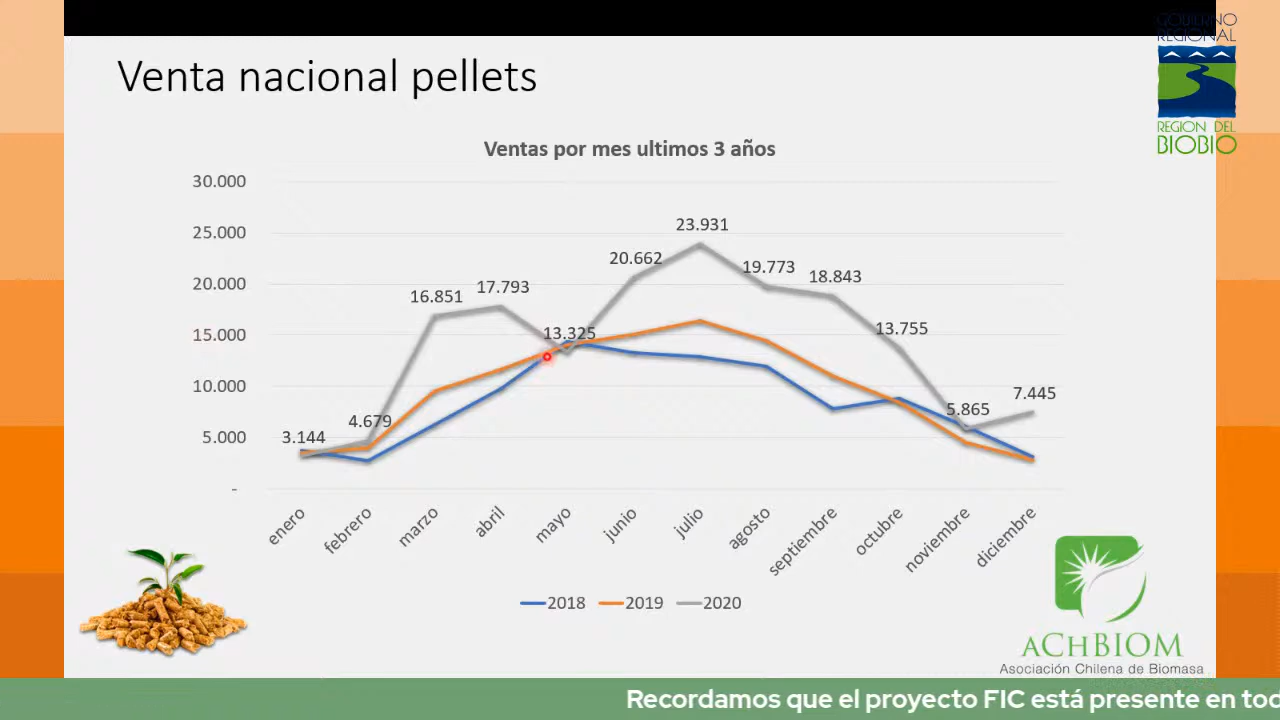 GOBIERNO
REGIONAL
REGION DEL
BIOBIO
Venta nacional pellets
Ventas por mes ultimos 3 años
30.000
25.000
20.000
15.000
10.000
5.000
-
3.144
4.679
16.851
17.793
13.325
20.662
23.931
19.773
18.843
13.755
5.865
7.445
enero
febrero
marzo
abril
mayo
junio
julio
agosto
septiembre
octubre
noviembre
diciembre
2018 2019 2020
ACHBIOM
Asociación Chilena de Biomasa
Recordamos que el proyecto FIC está presente en tod